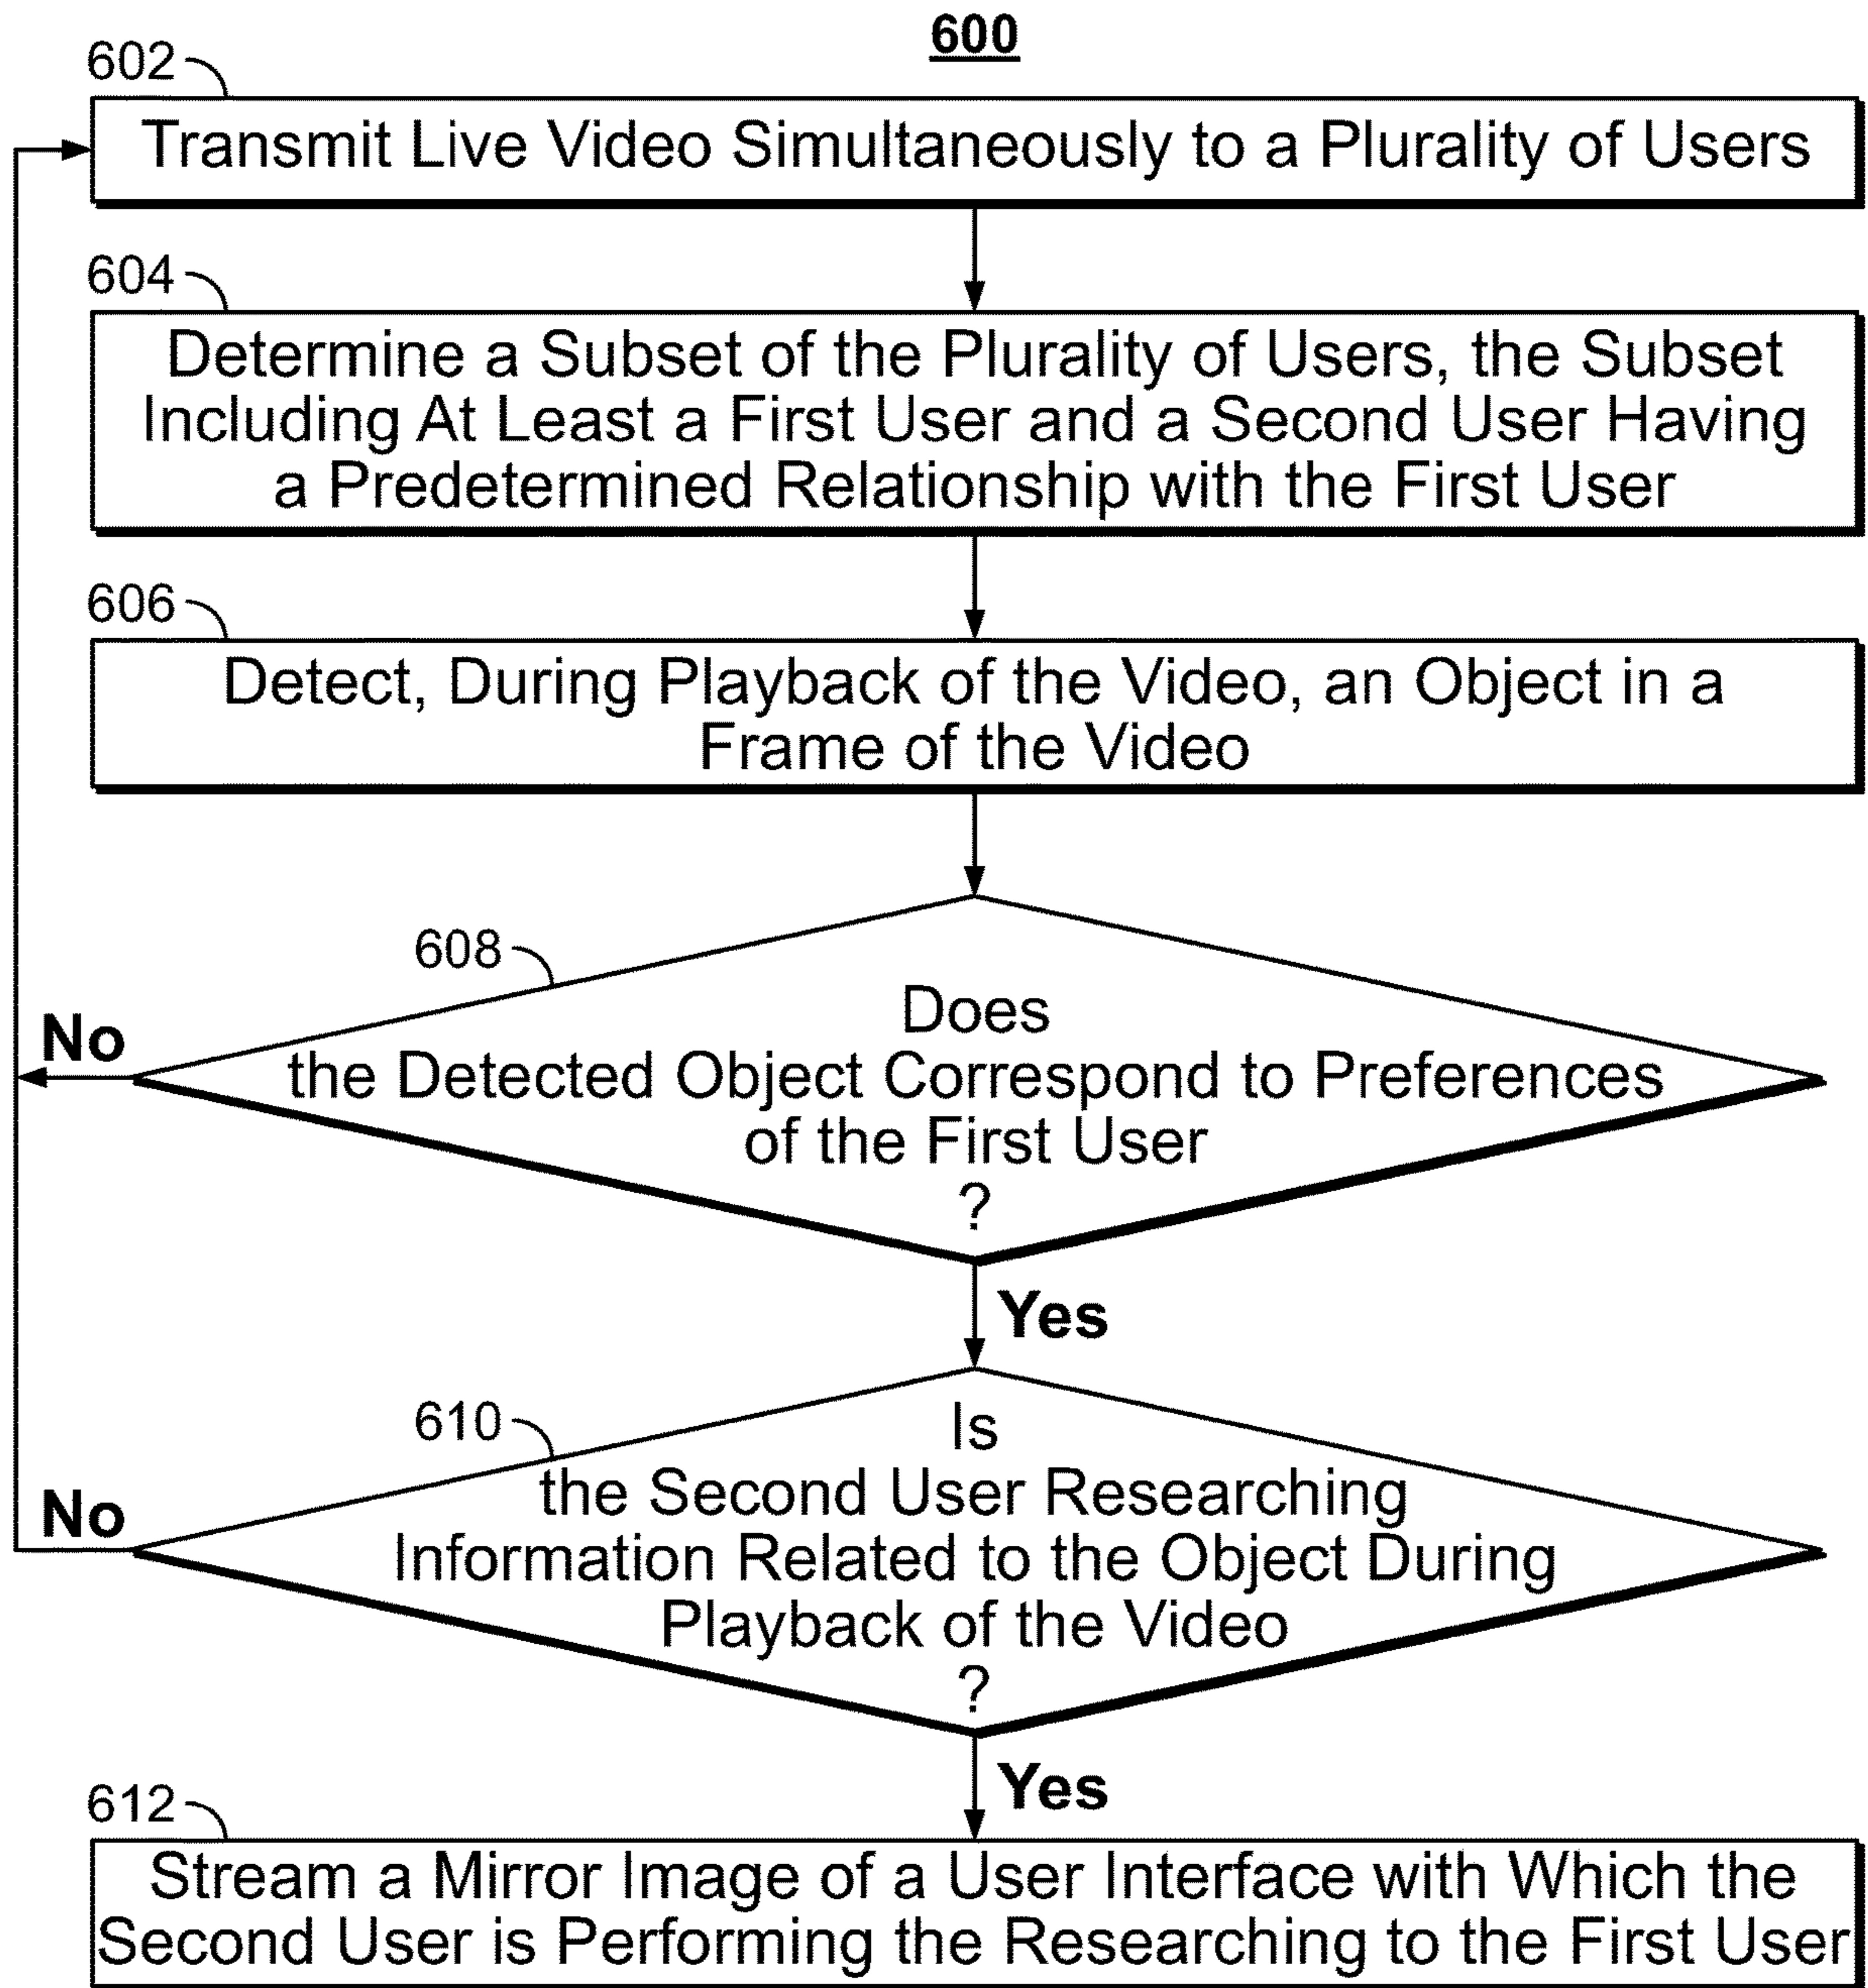 600
602
Transmit Live Video Simultaneously to a Plurality of Users
604
Determine a Subset of the Plurality of Users, the Subset
Including At Least a First User and a Second User Having
a Predetermined Relationship with the First User
606
Detect, During Playback of the Video, an Object in a
Frame of the Video
608
Does
the Detected Object Correspond to Preferences
of the First User
?
No
Yes
610
Is
the Second User Researching
Information Related to the Object During
Playback of the Video
?
No
Yes
612
Stream a Mirror Image of a User Interface with Which the
Second User is Performing the Researching to the First User